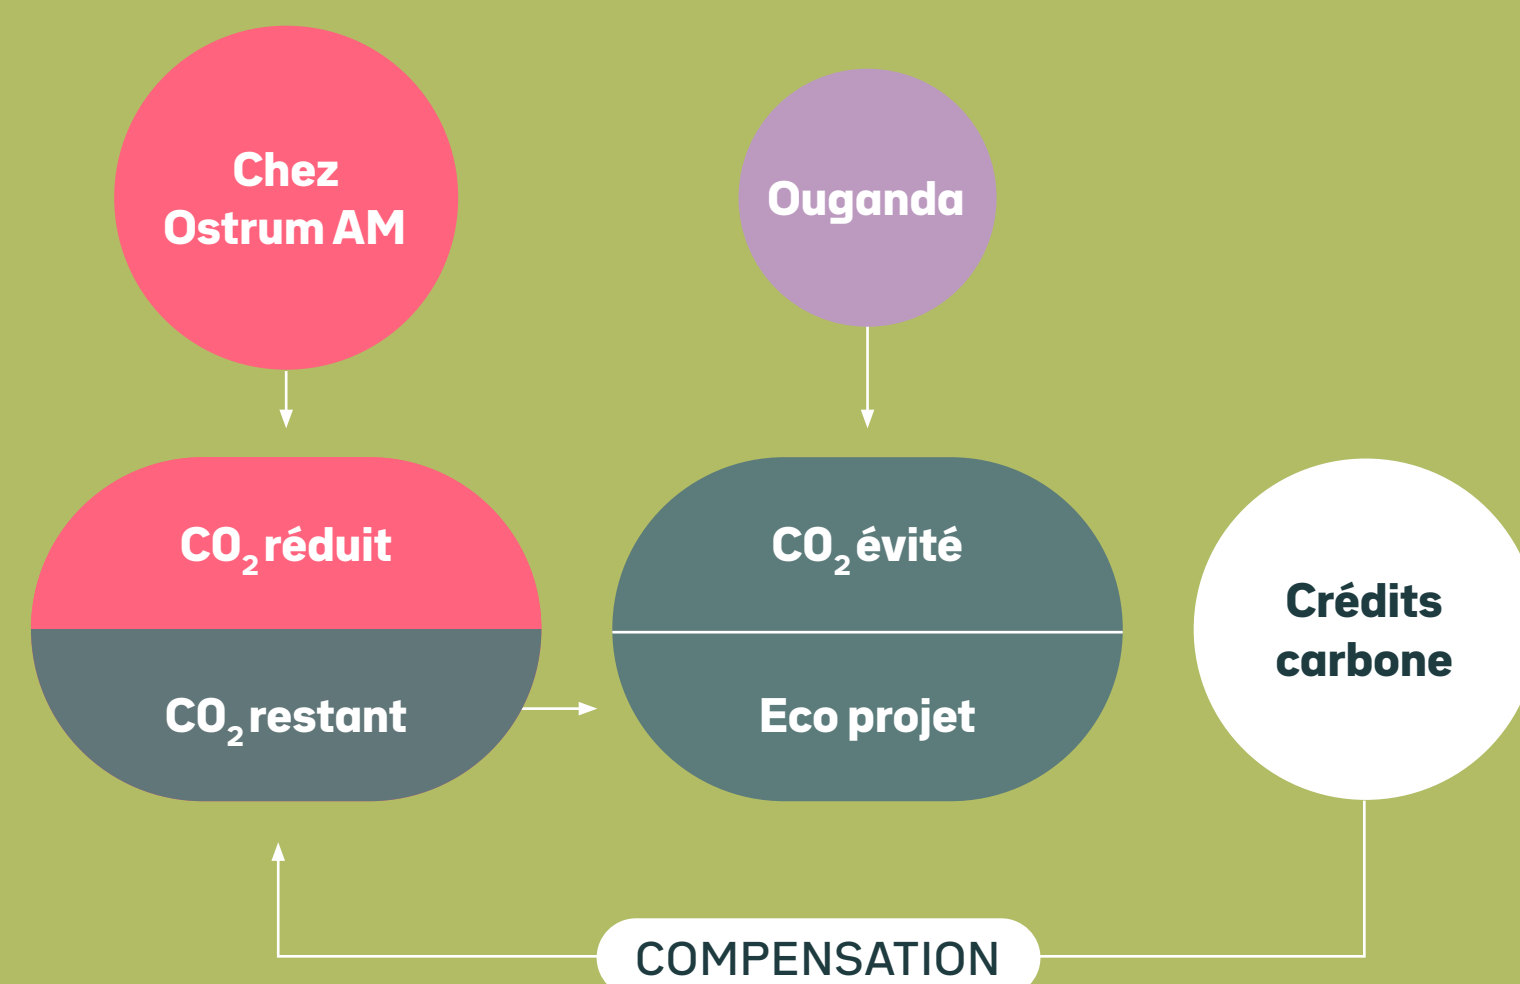 Chez
Ostrum AM
Ouganda
CO₂ réduit
CO₂ restant
CO₂ évité
Eco projet
Crédits
carbone
COMPENSATION